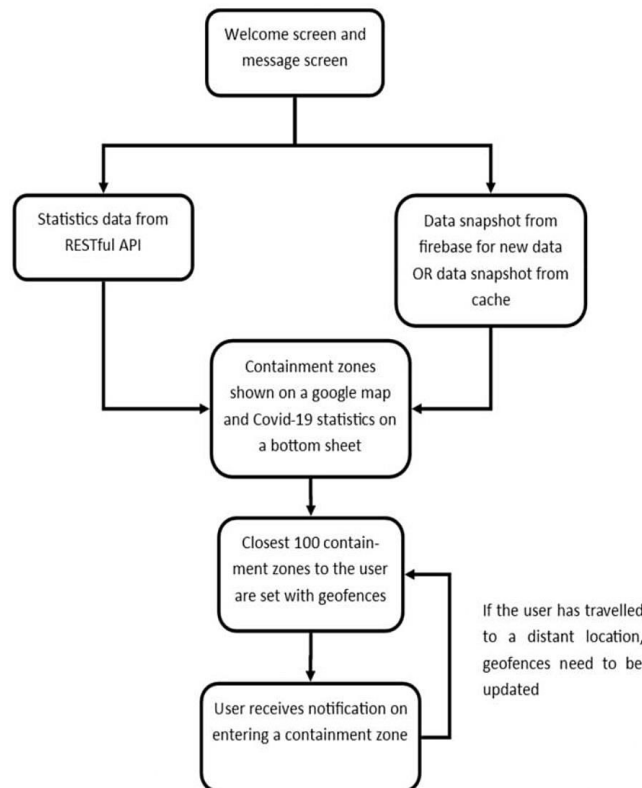 Welcome screen and
message screen
Statistics data from
RESTful API
Data snapshot from
firebase for new data
OR data snapshot from
cache
Containment zones
shown on a google map
and Covid-19 statistics on
a bottom sheet
Closest 100 contain-
ment zones to the user
are set with geofences
If the user has travelled
to a distant location,
geofences need to be
updated
User receives notification on
entering a containment zone